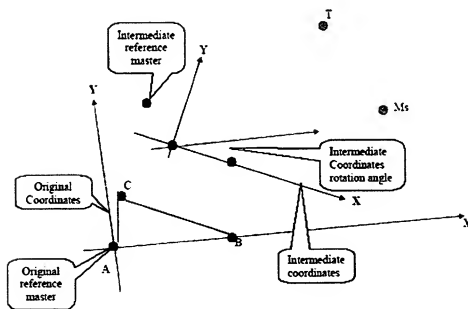 T
Intermediate
reference
master
Y
Ms
Y
Intermediate
Coordinates
rotation angle
Original
Coordinates
C
X
X
B
Original
reference
master
A
Intermediate
coordinates